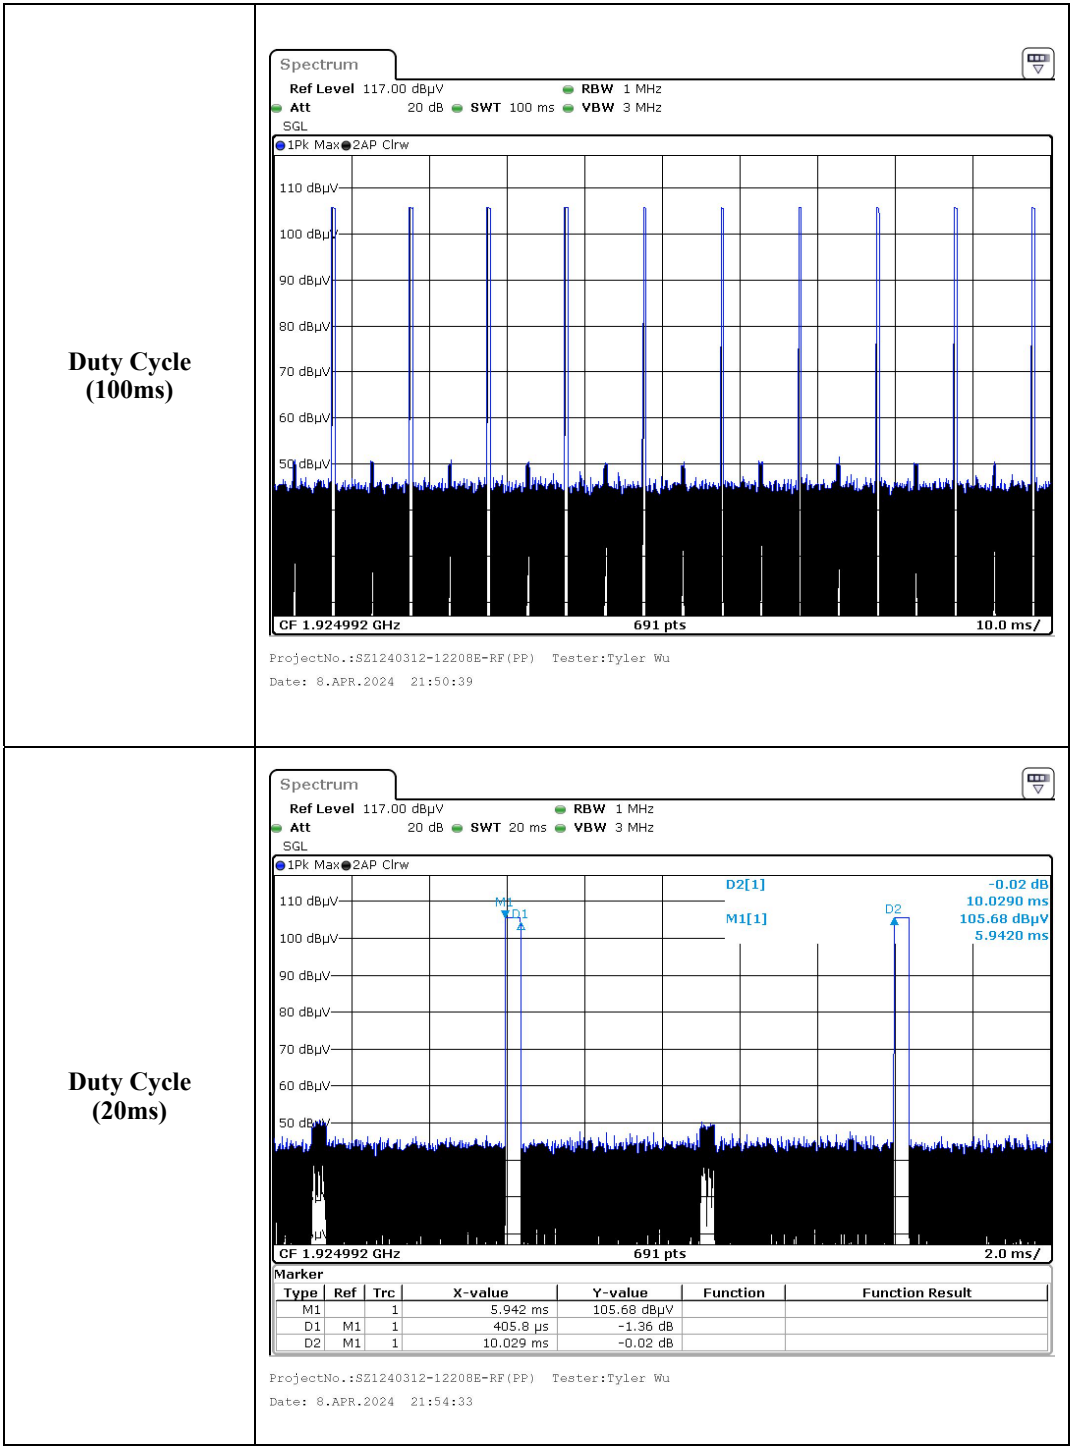 Duty Cycle
(100ms)
Spectrum
Ref Level 117.00 dBµV RBW 1 MHz
Att 20 dB SWT 100 ms VBW 3 MHz
SGL
1Pk Max 2AP Clrw
110 dBµV
100 dBµV
90 dBµV
80 dBµV
70 dBµV
60 dBµV
50 dBµV
CF 1.924992 GHz 691 pts 10.0 ms/
ProjectNo.:SZ1240312-12208E-RF(PP) Tester:Tyler Wu
Date: 8.APR.2024 21:50:39
Duty Cycle
(20ms)
Spectrum
Ref Level 117.00 dBµV RBW 1 MHz
Att 20 dB SWT 20 ms VBW 3 MHz
SGL
1Pk Max 2AP Clrw
D2[1] -0.02 dB
10.0290 ms
M1[1] 105.68 dBµV
5.9420 ms
M1
D1
D2
110 dBµV
100 dBµV
90 dBµV
80 dBµV
70 dBµV
60 dBµV
50 dBµV
CF 1.924992 GHz 691 pts 2.0 ms/
Marker
Type Ref Trc X-value Y-value Function Function Result
M1 1 5.942 ms 105.68 dBµV
D1 M1 1 405.8 µs -1.36 dB
D2 M1 1 10.029 ms -0.02 dB
ProjectNo.:SZ1240312-12208E-RF(PP) Tester:Tyler Wu
Date: 8.APR.2024 21:54:33